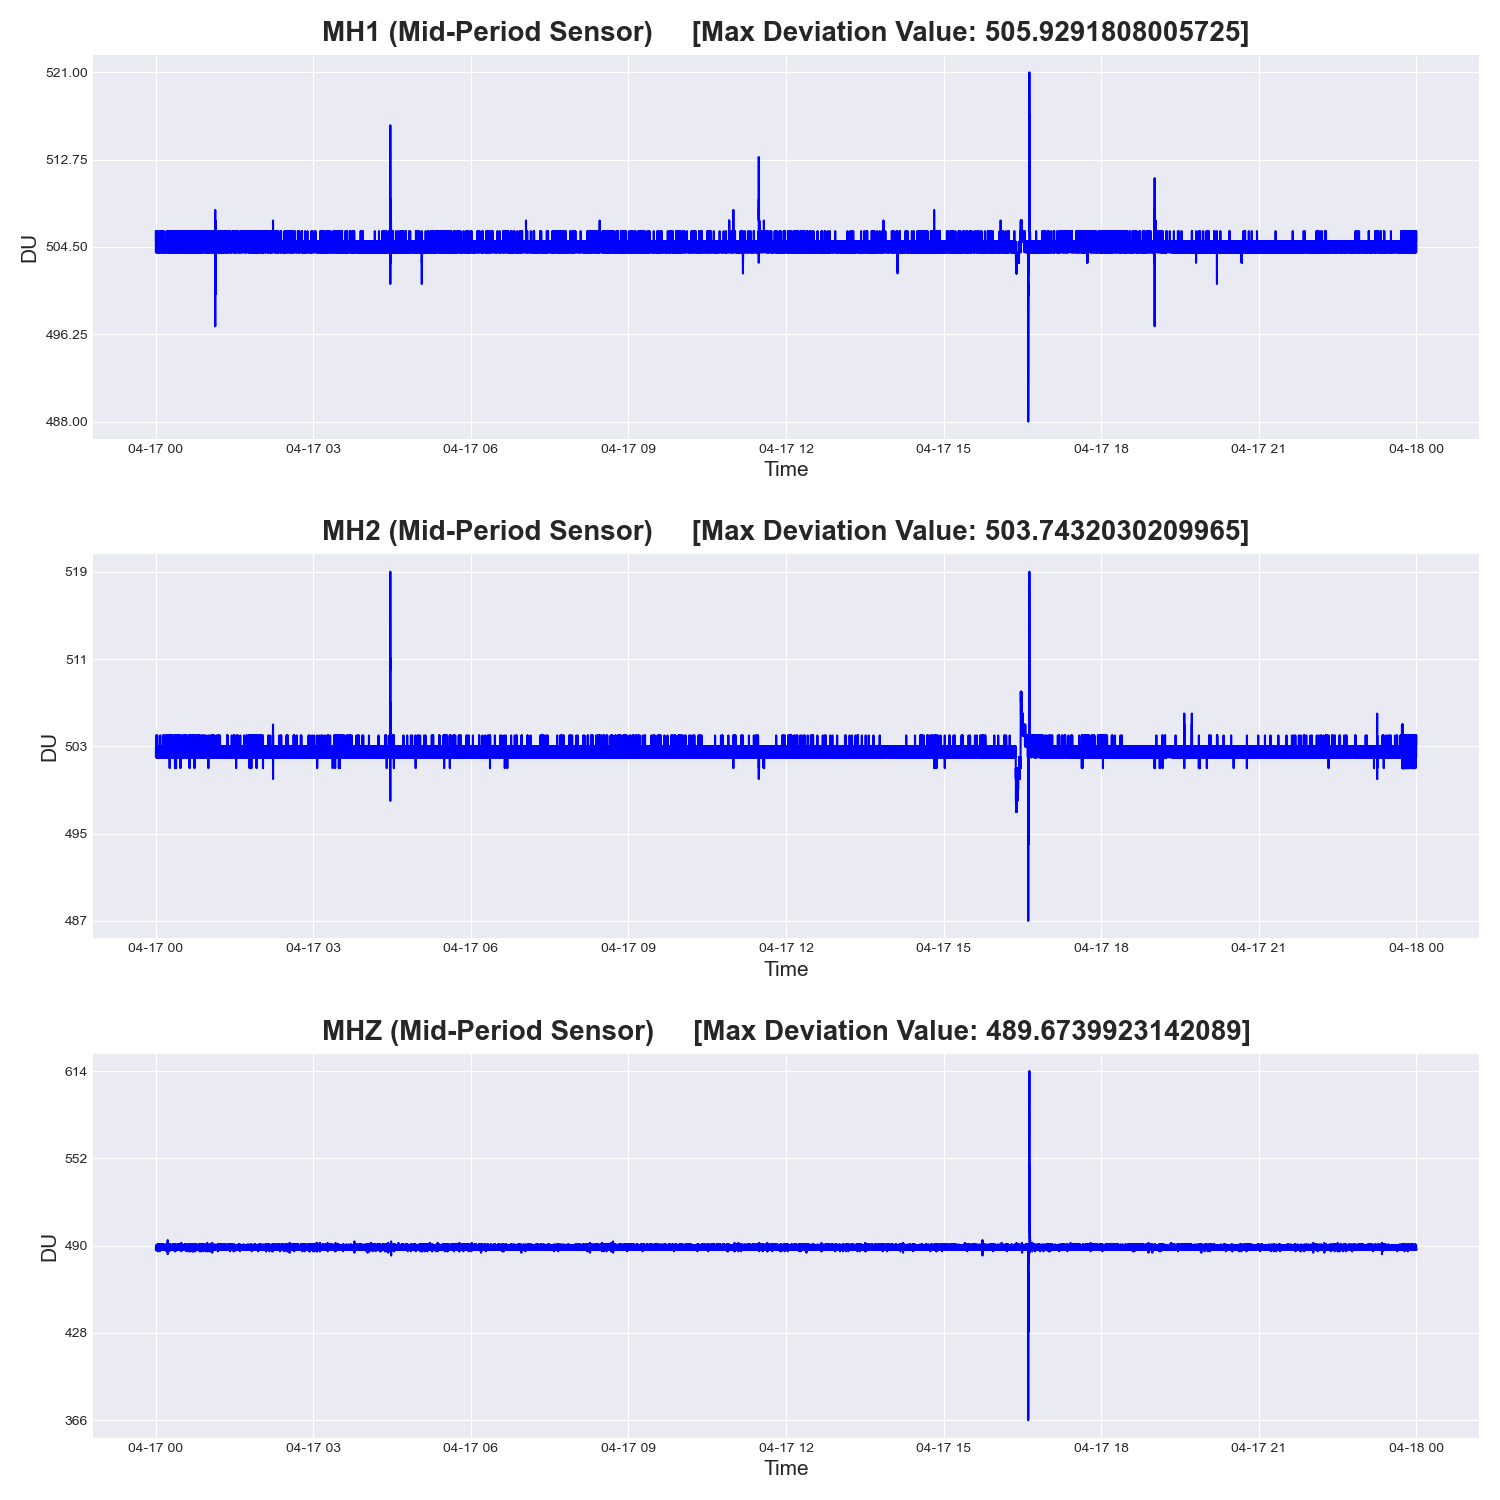 MH1 (Mid-Period Sensor) [Max Deviation Value: 505.9291808005725]
521.00
512.75
504.50
496.25
488.00
DU
04-17 00 04-17 03 04-17 06 04-17 09 04-17 12 04-17 15 04-17 18 04-17 21 04-18 00
Time
MH2 (Mid-Period Sensor) [Max Deviation Value: 503.7432030209965]
519
511
503
495
487
DU
04-17 00 04-17 03 04-17 06 04-17 09 04-17 12 04-17 15 04-17 18 04-17 21 04-18 00
Time
MHZ (Mid-Period Sensor) [Max Deviation Value: 489.6739923142089]
614
552
490
428
366
DU
04-17 00 04-17 03 04-17 06 04-17 09 04-17 12 04-17 15 04-17 18 04-17 21 04-18 00
Time